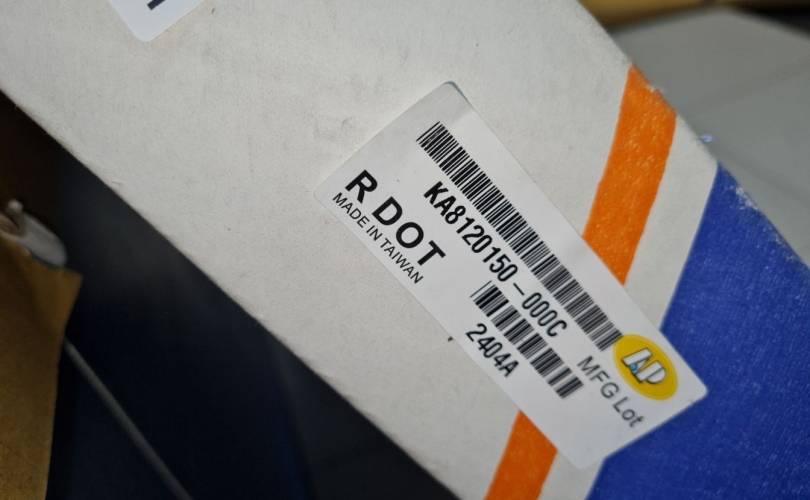 KA8120150-000C
R DOT
MADE IN TAIWAN
2404A
MFG Lot
AP